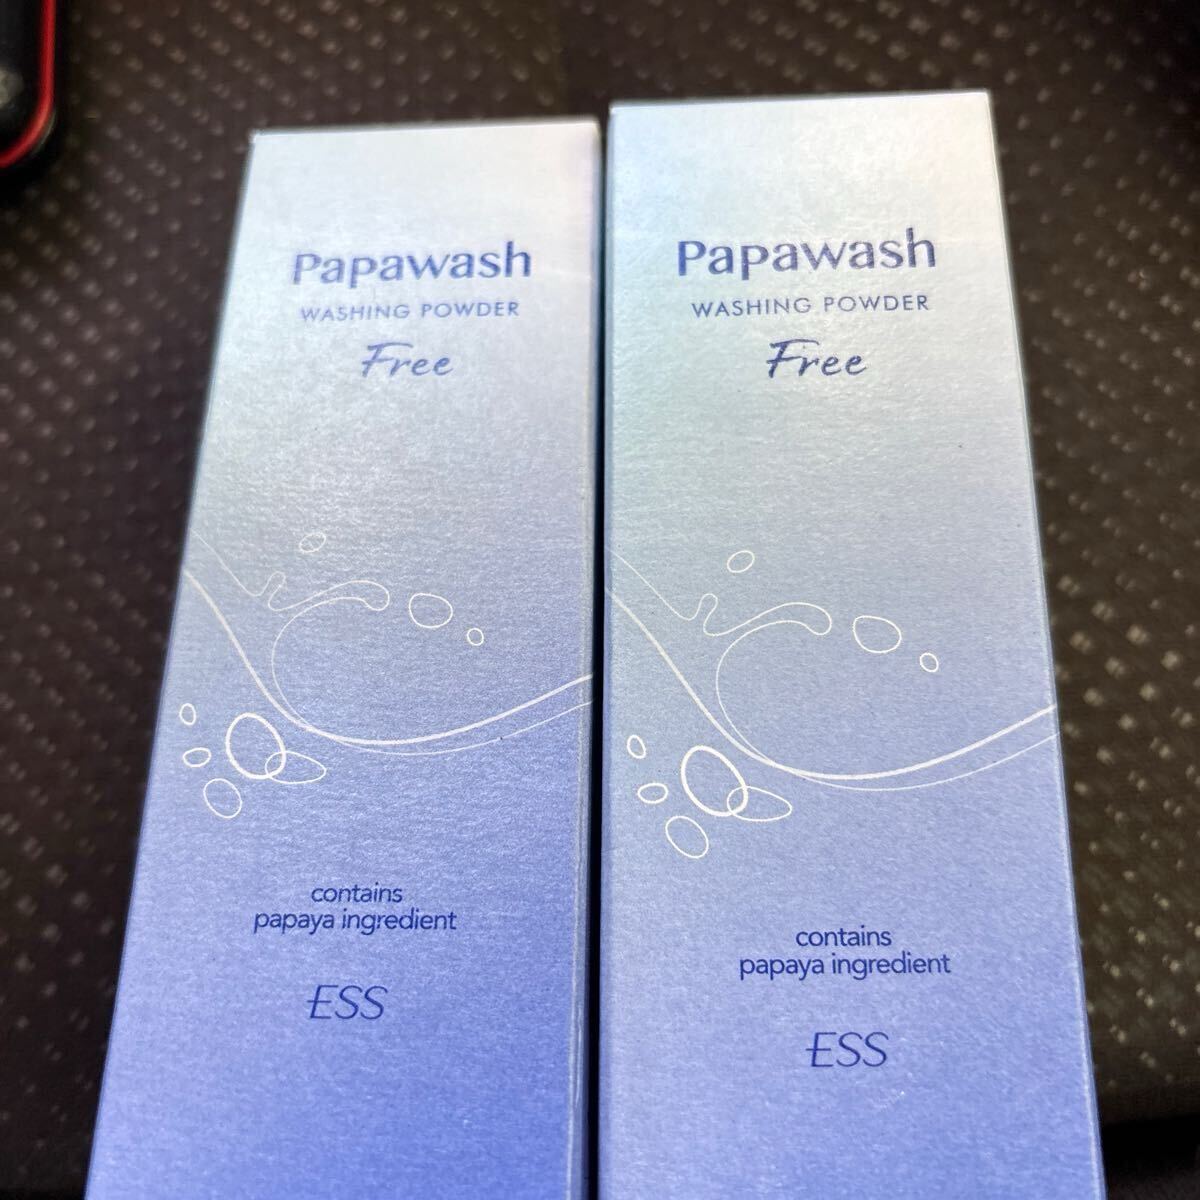 Papawash
WASHING POWDER
Free
contains
papaya ingredient
ESS
Papawash
WASHING POWDER
Free
contains
papaya ingredient
ESS